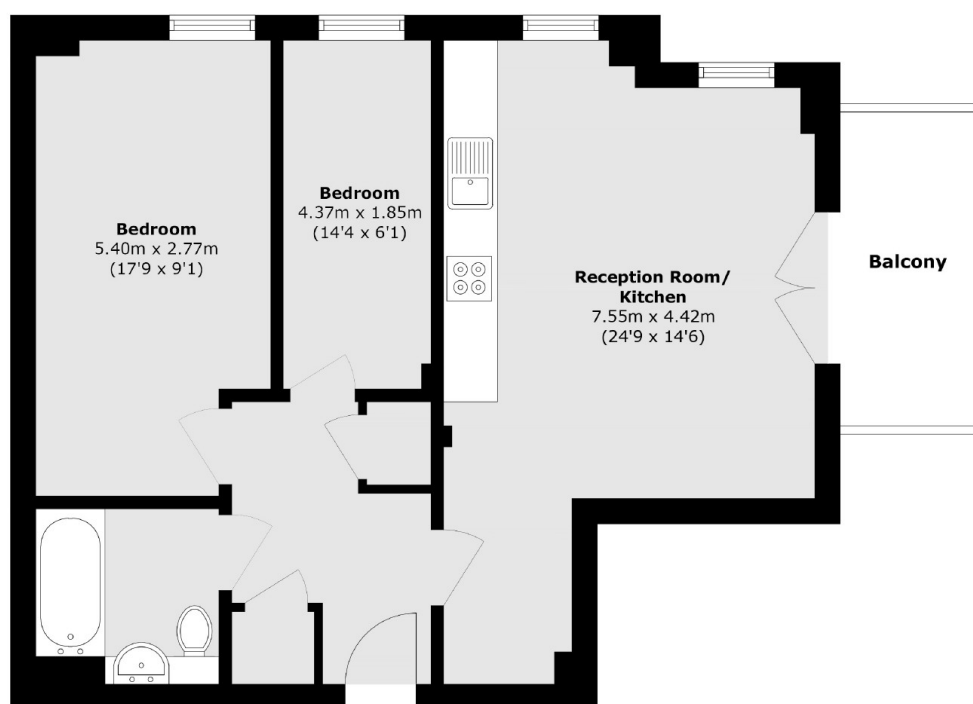 Bedroom
5.40m x 2.77m
(17'9 x 9'1)
Bedroom
4.37m x 1.85m
(14'4 x 6'1)
Reception Room/
Kitchen
7.55m x 4.42m
(24'9 x 14'6)
Balcony